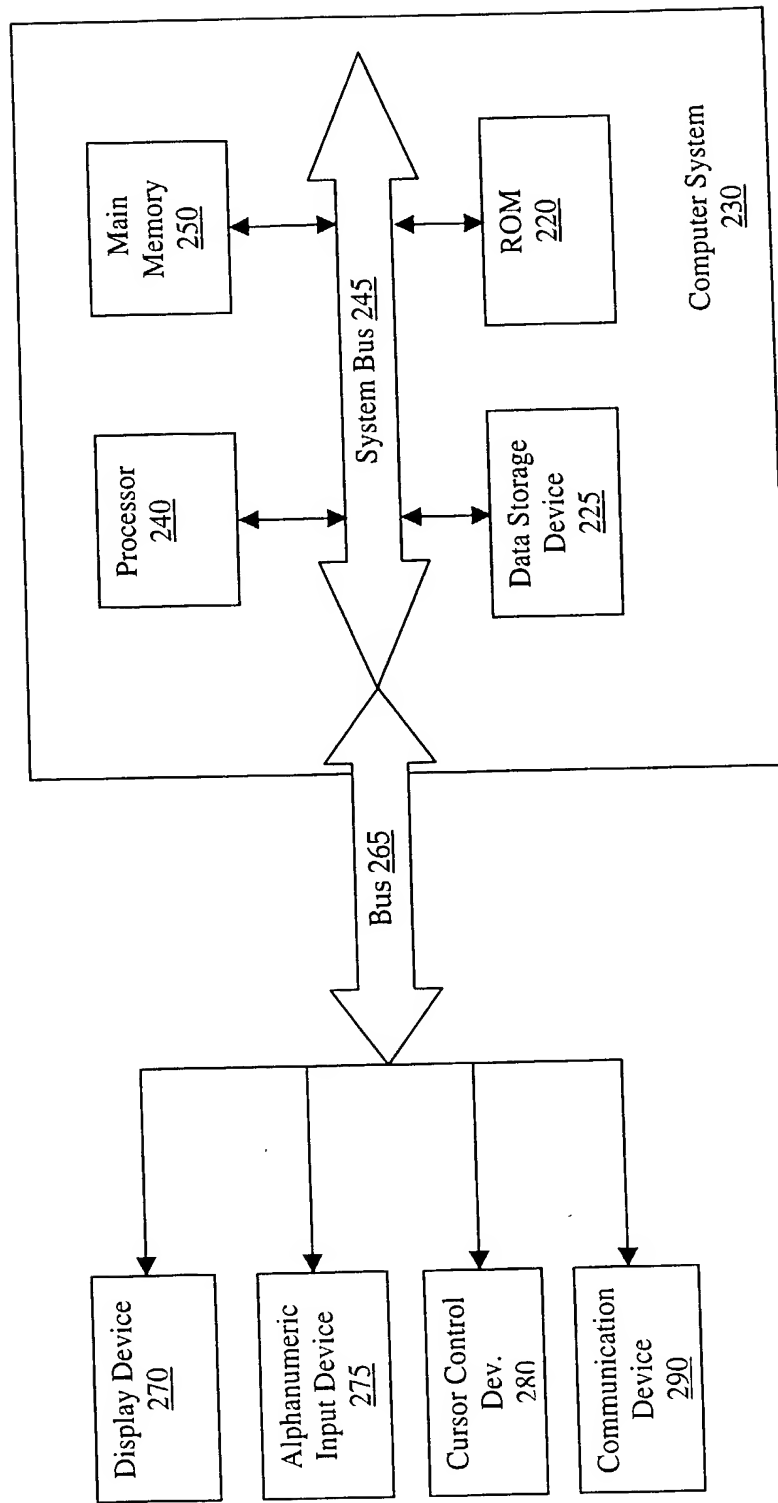 Main
Memory
250
Processor
240
System Bus 245
ROM
220
Data Storage
Device
225
Computer System
230
Bus 265
Display Device
270
Alphanumeric
Input Device
275
Cursor Control
Dev.
280
Communication
Device
290